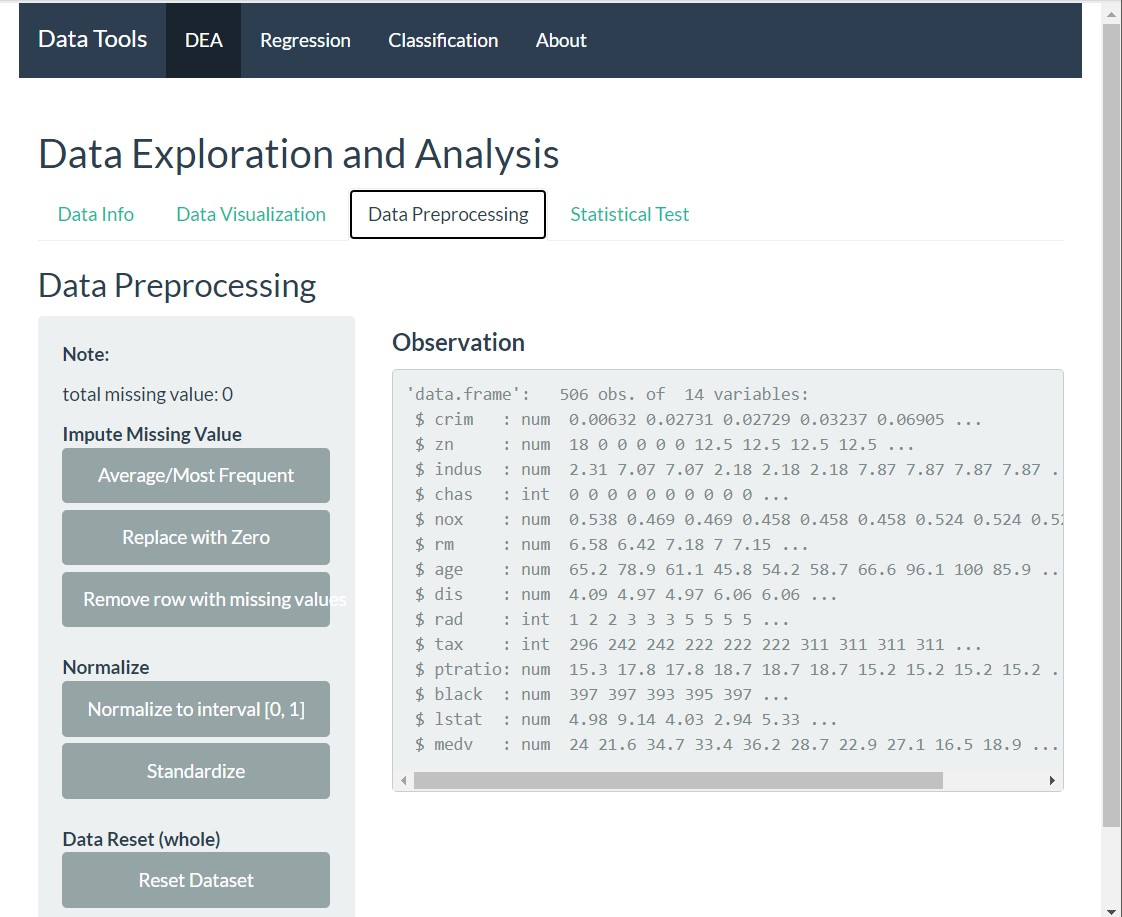 Data Tools DEA Regression Classification About
Data Exploration and Analysis
Data Info Data Visualization Data Preprocessing Statistical Test
Data Preprocessing
Note:
total missing value: 0
Impute Missing Value
Average/Most Frequent
Replace with Zero
Remove row with missing values
Normalize
Normalize to interval [0, 1]
Standardize
Data Reset (whole)
Reset Dataset
Observation
'data.frame':   506 obs. of  14 variables:
$ crim   : num  0.00632 0.02731 0.02729 0.03237 0.06905 ...
$ zn     : num  18 0 0 0 0 0 12.5 12.5 12.5 12.5 ...
$ indus  : num  2.31 7.07 7.07 2.18 2.18 2.18 7.87 7.87 7.87 7.87 .
$ chas   : int  0 0 0 0 0 0 0 0 0 0 ...
$ nox    : num  0.538 0.469 0.469 0.458 0.458 0.458 0.524 0.524 0.52
$ rm     : num  6.58 6.42 7.18 7 7.15 ...
$ age    : num  65.2 78.9 61.1 45.8 54.2 58.7 66.6 96.1 100 85.9 ..
$ dis    : num  4.09 4.97 4.97 6.06 6.06 ...
$ rad    : int  1 2 2 3 3 3 5 5 5 5 ...
$ tax    : int  296 242 242 222 222 222 311 311 311 311 ...
$ ptratio: num  15.3 17.8 17.8 18.7 18.7 18.7 15.2 15.2 15.2 15.2 .
$ black  : num  397 397 393 395 397 ...
$ lstat  : num  4.98 9.14 4.03 2.94 5.33 ...
$ medv   : num  24 21.6 34.7 33.4 36.2 28.7 22.9 27.1 16.5 18.9 ...